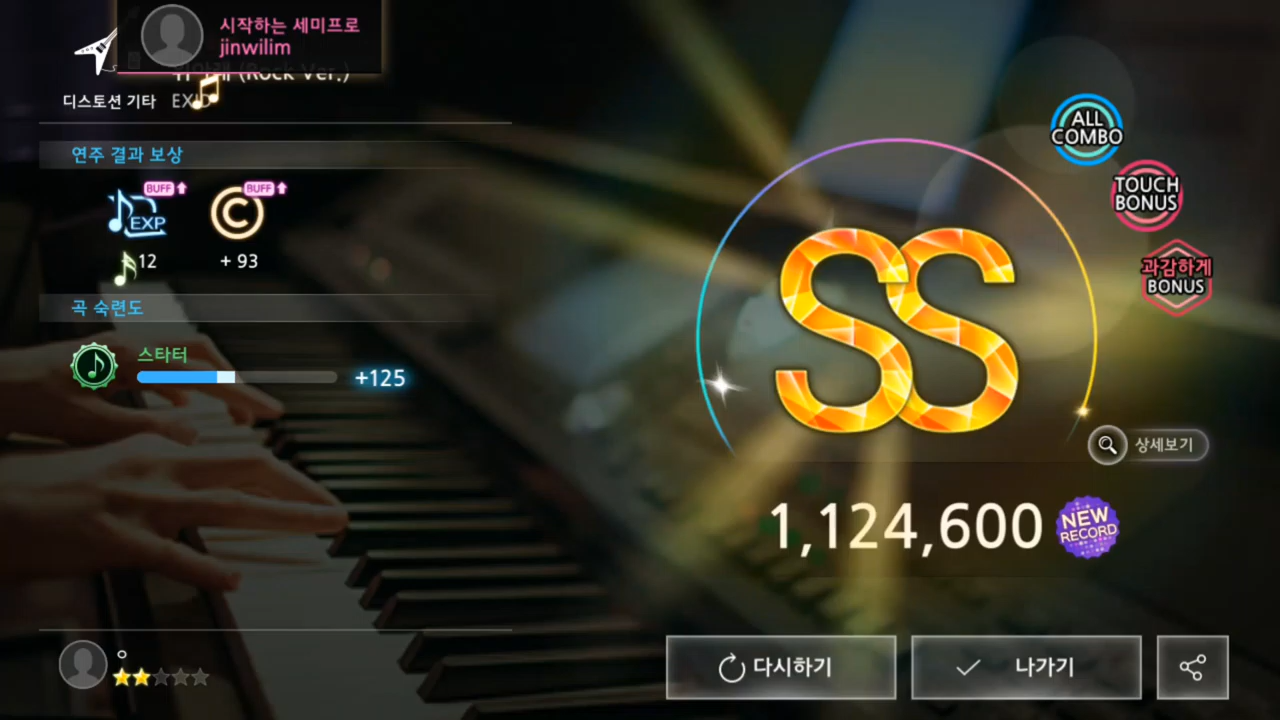 시작하는 세미프로
jinwilim
(Rock Ver.)
디스토션 기타
EXID
연주 결과 보상
BUFF
EXP
BUFF
C
12
+ 93
곡 숙련도
스타터
+125
ALL
COMBO
TOUCH
BONUS
과감하게
BONUS
SS
상세보기
1,124,600
NEW
RECORD
다시하기
나가기